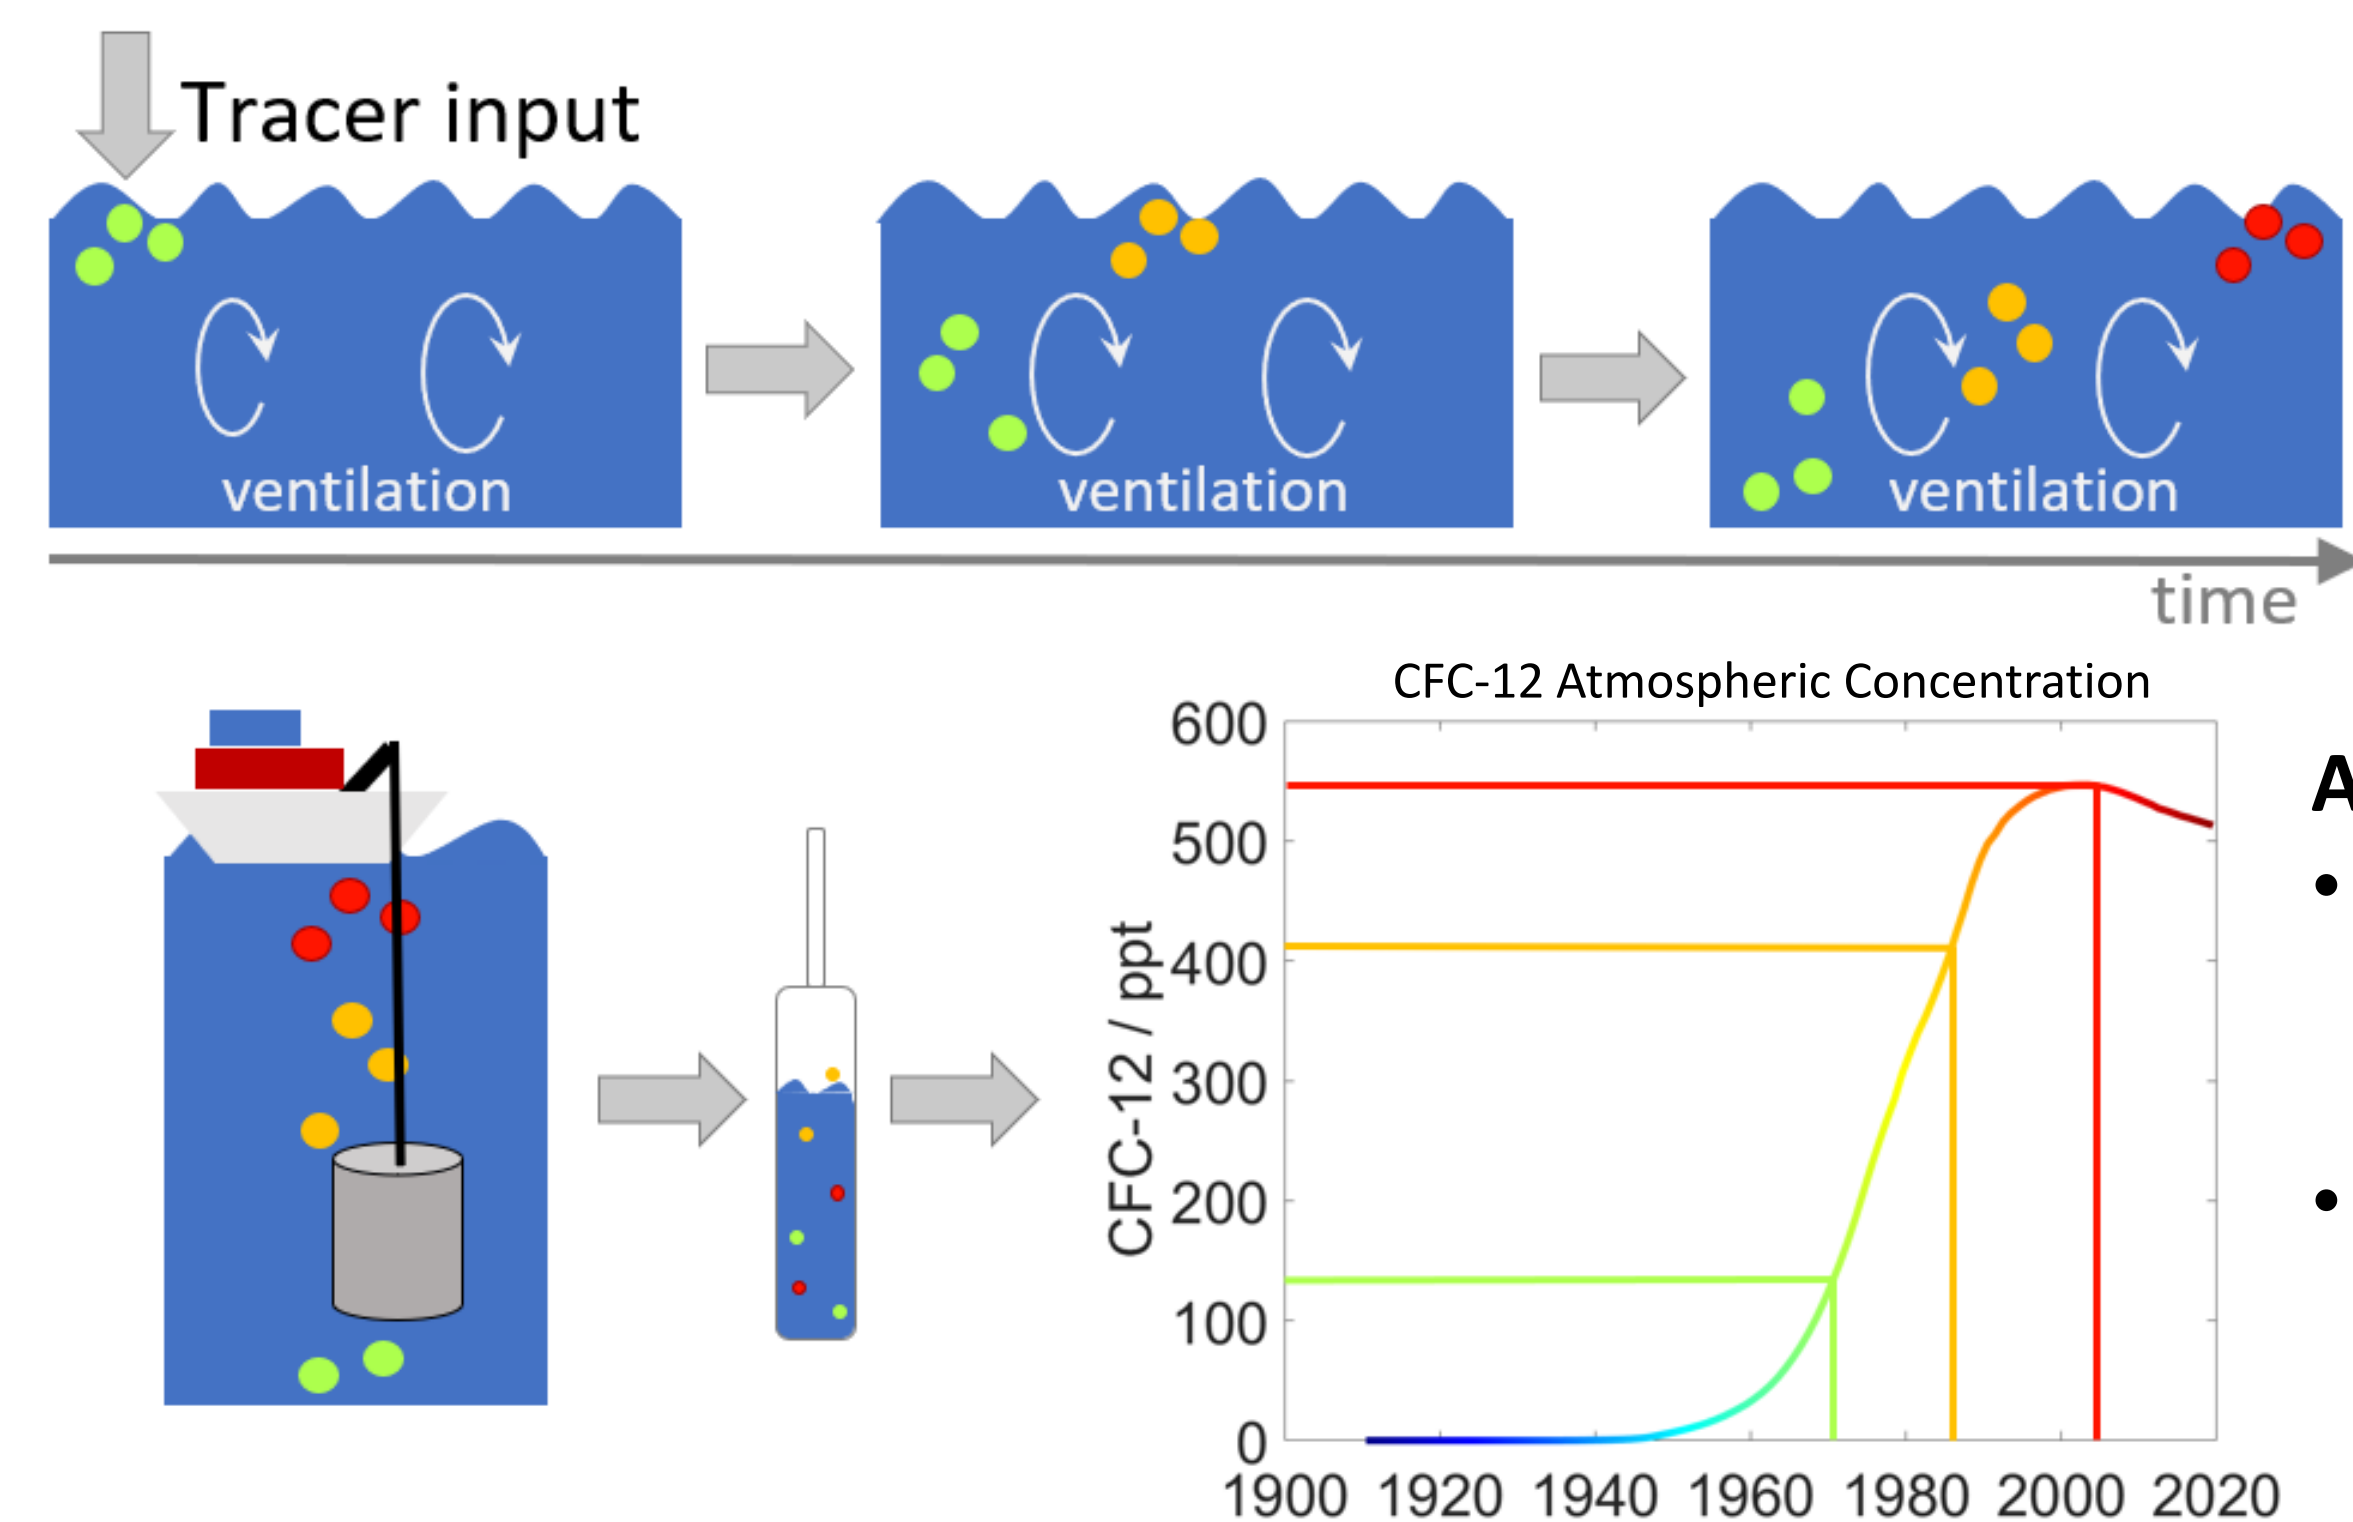 Tracer input
ventilation
ventilation
ventilation
time
CFC-12 Atmospheric Concentration
CFC-12 / ppt
600
500
400
300
200
100
0
1900 1920 1940 1960 1980 2000 2020
A
•
•